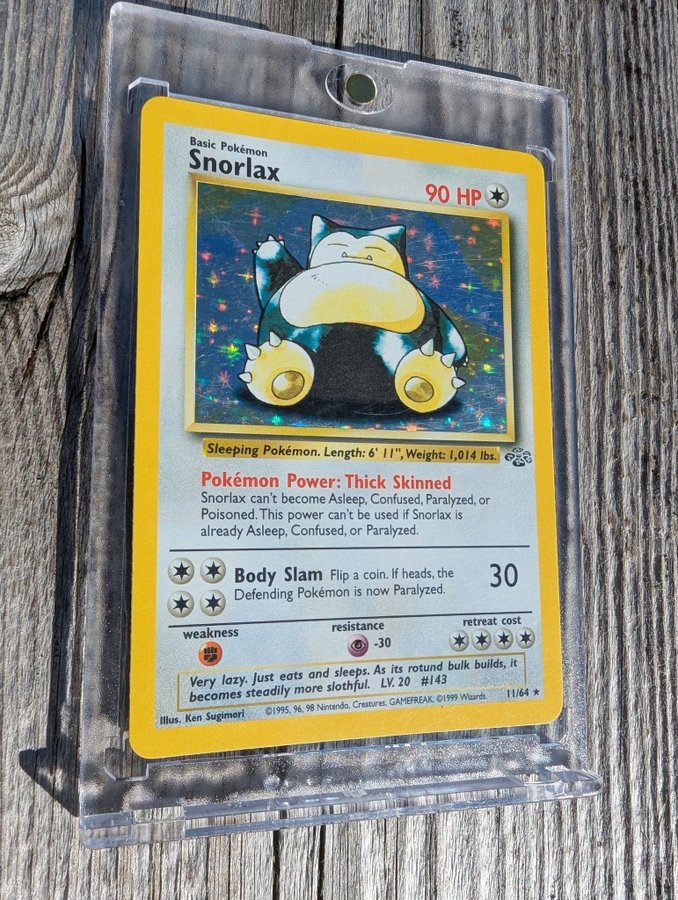 Basic Pokémon
Snorlax
90 HP
Sleeping Pokémon. Length: 6' 11", Weight: 1,014 lbs.
Pokémon Power: Thick Skinned
Snorlax can't become Asleep, Confused, Paralyzed, or
Poisoned. This power can't be used if Snorlax is
already Asleep, Confused, or Paralyzed.
Body Slam Flip a coin. If heads, the
Defending Pokémon is now Paralyzed.
30
weakness
resistance
-30
retreat cost
Very lazy. Just eats and sleeps. As its rotund bulk builds, it
becomes steadily more slothful. LV. 20 #143
Illus. Ken Sugimori
©1995, 96, 98 Nintendo, Creatures, GAMEFREAK. ©1999 Wizards.
11/64 ★